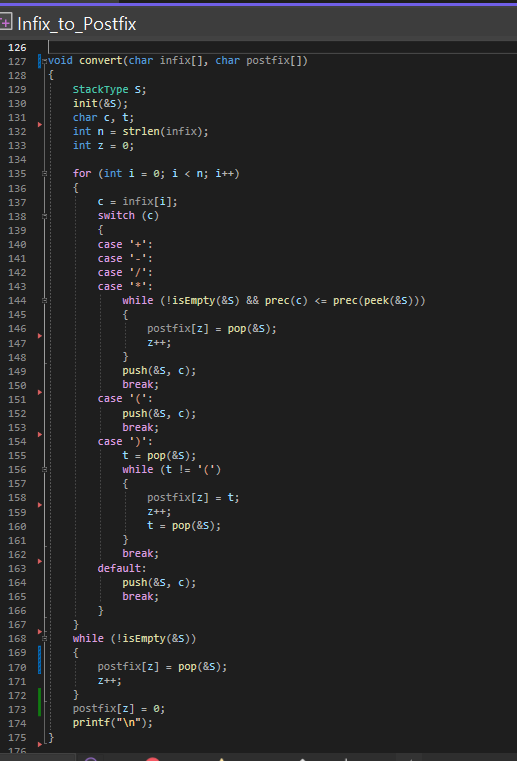 Infix_to_Postfix
126
127 void convert(char infix[], char postfix[])
128 {
129 StackType S;
130 init(&S);
131 char c, t;
132 int n = strlen(infix);
133 int z = 0;
134
135 for (int i = 0; i < n; i++)
136 {
137 c = infix[i];
138 switch (c)
139 {
140 case '+':
141 case '-':
142 case '/':
143 case '*':
144 while (!isEmpty(&S) && prec(c) <= prec(peek(&S)))
145 {
146 postfix[z] = pop(&S);
147 z++;
148 }
149 push(&S, c);
150 break;
151 case '(':
152 push(&S, c);
153 break;
154 case ')':
155 t = pop(&S);
156 while (t != '(')
157 {
158 postfix[z] = t;
159 z++;
160 t = pop(&S);
161 }
162 break;
163 default:
164 push(&S, c);
165 break;
166 }
167 }
168 while (!isEmpty(&S))
169 {
170 postfix[z] = pop(&S);
171 z++;
172 }
173 postfix[z] = 0;
174 printf("\n");
175 }
176